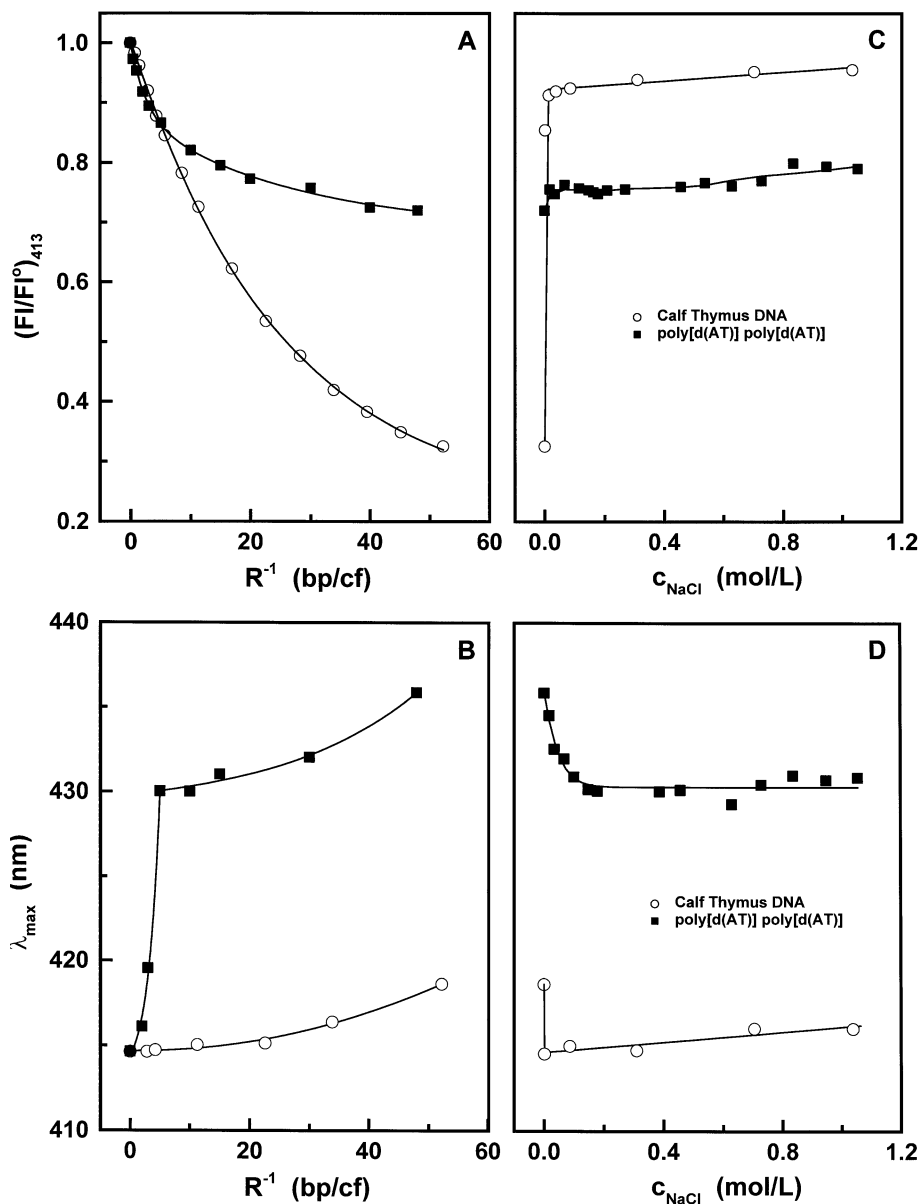 A
1.0
0.8
0.6
0.4
0.2
(FI/FI°)413
0 20 40 60
R-1 (bp/cf)
C
Calf Thymus DNA
poly[d(AT)] poly[d(AT)]
0.0 0.4 0.8 1.2
cNaCl (mol/L)
B
440
430
420
410
λmax (nm)
0 20 40 60
R-1 (bp/cf)
D
Calf Thymus DNA
poly[d(AT)] poly[d(AT)]
0.0 0.4 0.8 1.2
cNaCl (mol/L)